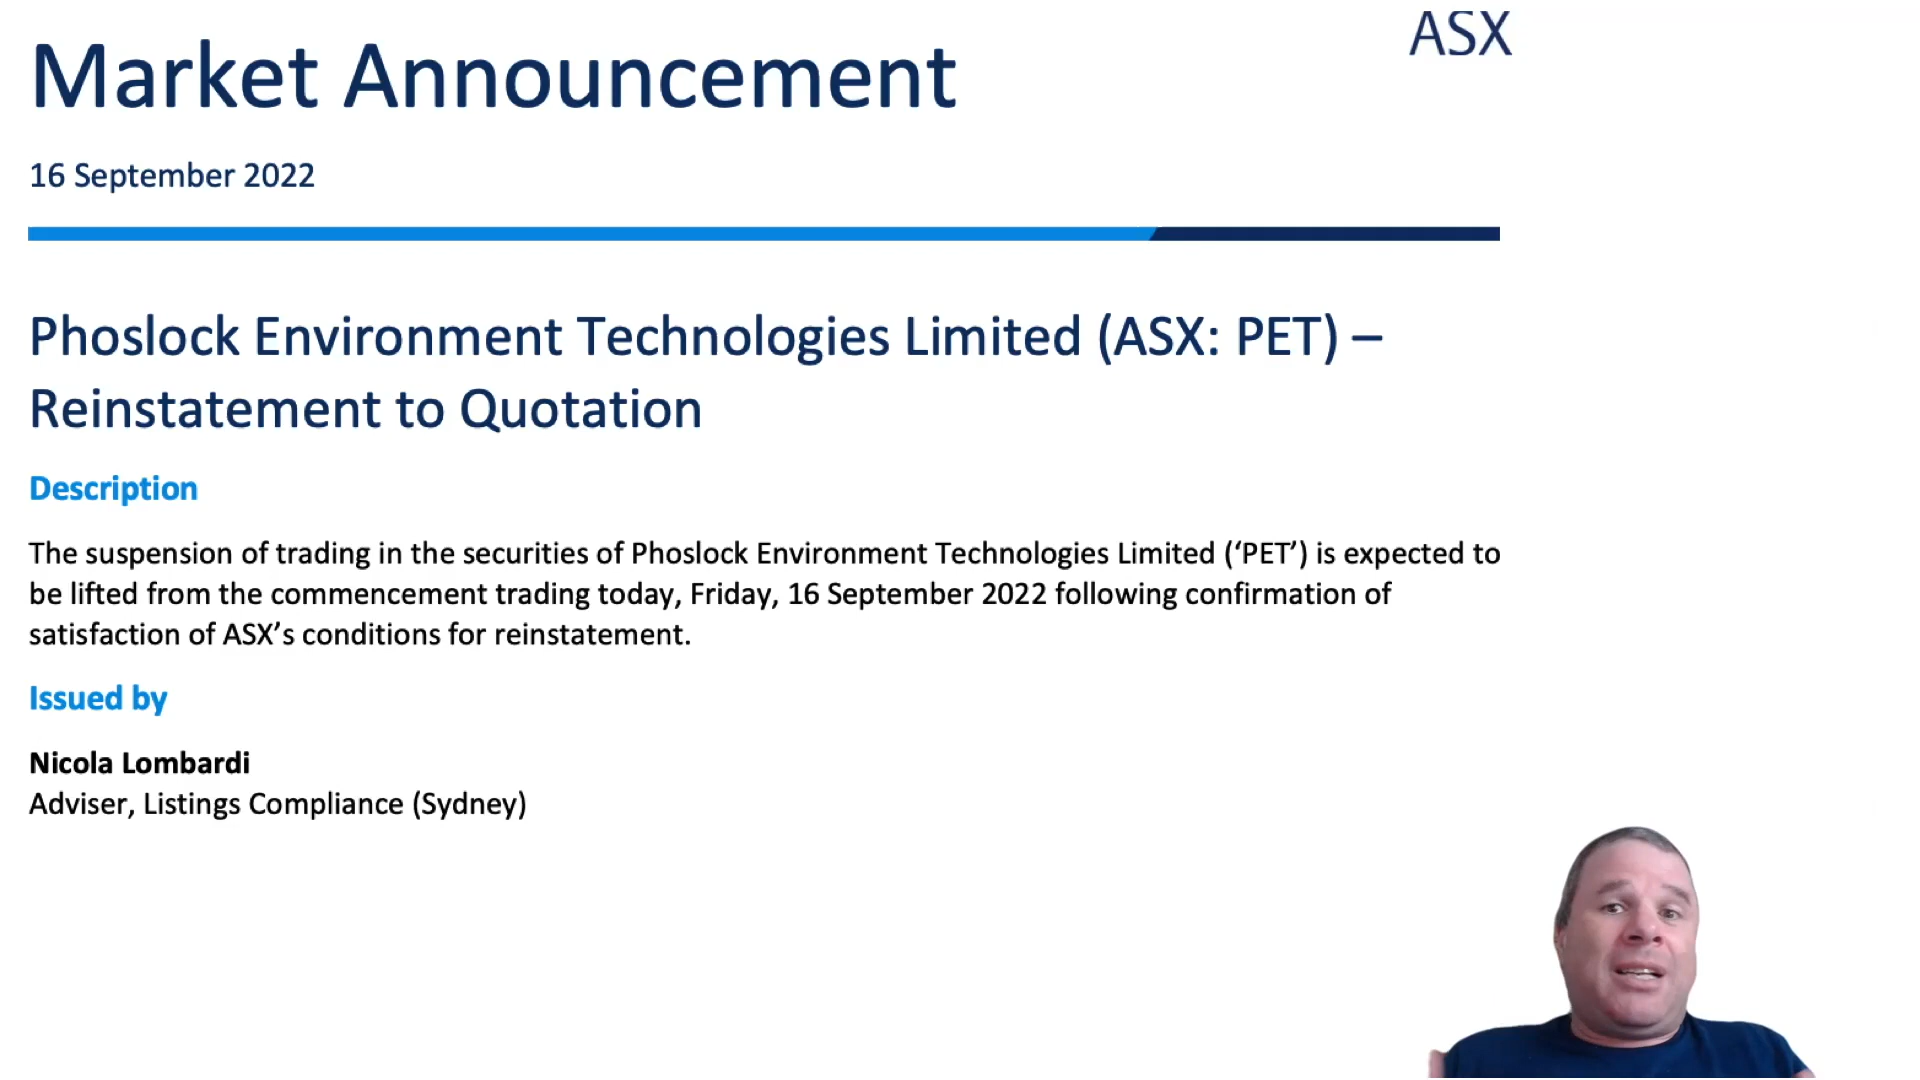 ASX
Market Announcement
16 September 2022
Phoslock Environment Technologies Limited (ASX: PET) –
Reinstatement to Quotation
Description
The suspension of trading in the securities of Phoslock Environment Technologies Limited (‘PET’) is expected to
be lifted from the commencement trading today, Friday, 16 September 2022 following confirmation of
satisfaction of ASX’s conditions for reinstatement.
Issued by
Nicola Lombardi
Adviser, Listings Compliance (Sydney)